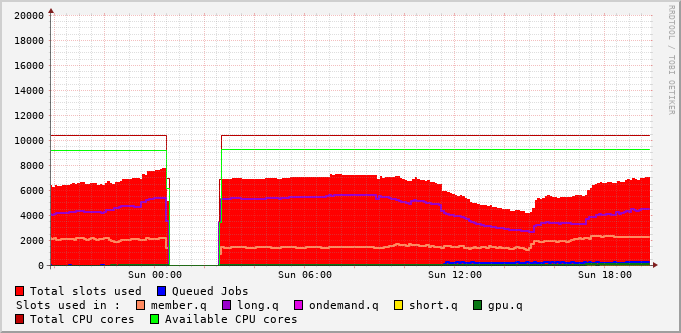 20000
18000
16000
14000
12000
10000
8000
6000
4000
2000
0
Sun 00:00 Sun 06:00 Sun 12:00 Sun 18:00
RRDTOOL / TOBI OETIKER
Total slots used Queued Jobs
Slots used in : member.q long.q ondemand.q short.q gpu.q
Total CPU cores Available CPU cores